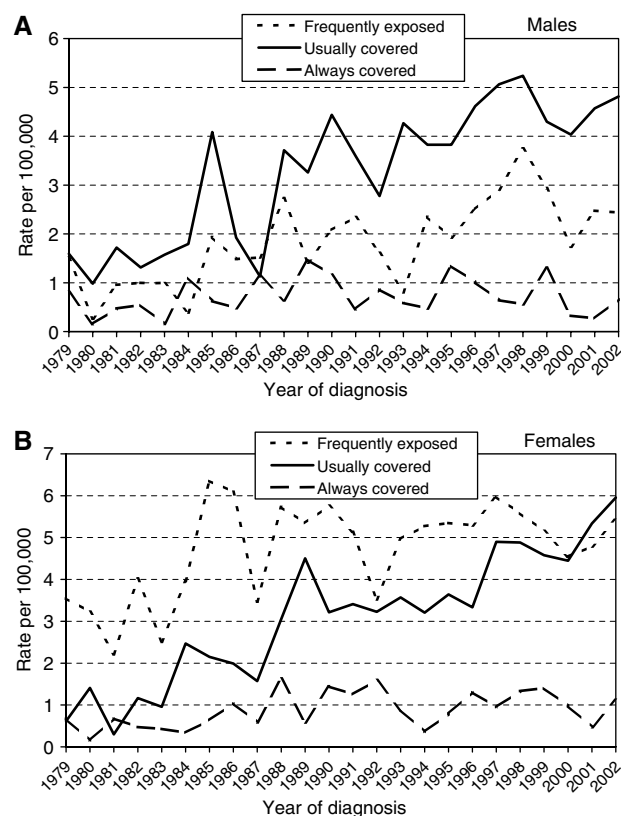 A
Frequently exposed
Usually covered
Always covered
Males
6
5
4
3
2
1
0
Rate per 100,000
1979 1980 1981 1982 1983 1984 1985 1986 1987 1988 1989 1990 1991 1992 1993 1994 1995 1996 1997 1998 1999 2000 2001 2002
Year of diagnosis
B
Frequently exposed
Usually covered
Always covered
Females
7
6
5
4
3
2
1
0
Rate per 100,000
1979 1980 1981 1982 1983 1984 1985 1986 1987 1988 1989 1990 1991 1992 1993 1994 1995 1996 1997 1998 1999 2000 2001 2002
Year of diagnosis